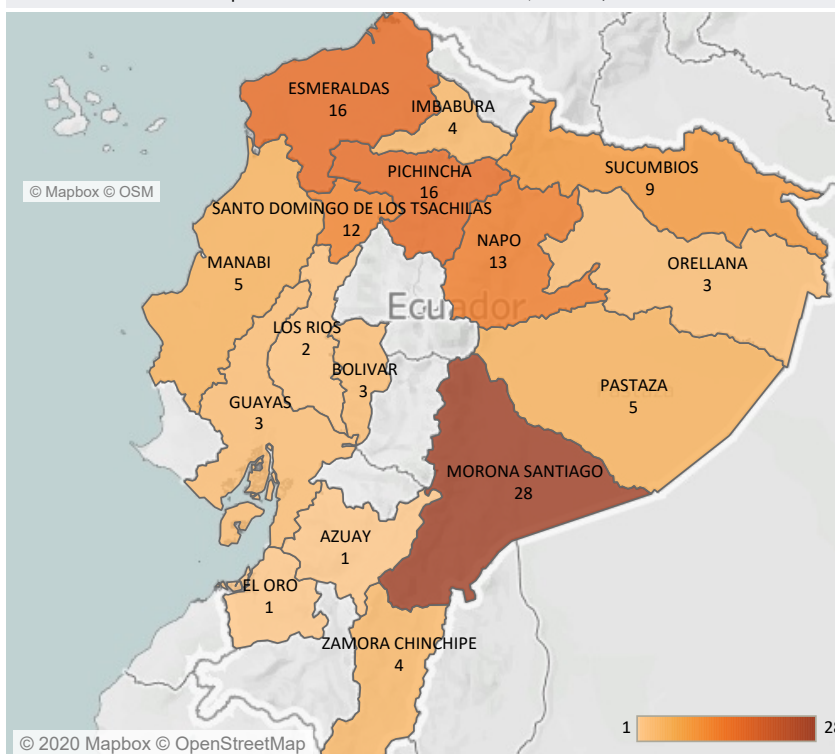 ESMERALDAS
16
IMBABURA
4
© Mapbox © OSM
PICHINCHA
16
SUCUMBIOS
9
SANTO DOMINGO DE LOS TSACHILAS
12
NAPO
13
MANABI
5
ORELLANA
3
Ecuador
LOS RIOS
2
BOLIVAR
3
GUAYAS
3
PASTAZA
5
MORONA SANTIAGO
28
AZUAY
1
EL ORO
1
ZAMORA CHINCHIPE
4
1
© 2020 Mapbox © OpenStreetMap